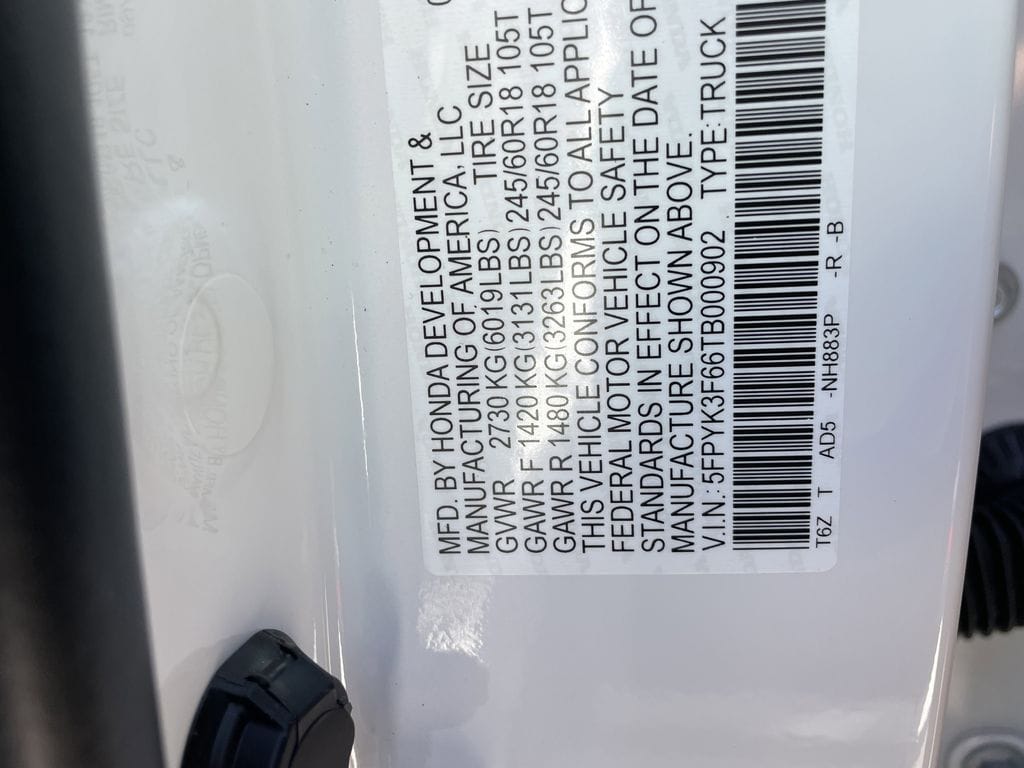 MFD. BY HONDA DEVELOPMENT &
MANUFACTURING OF AMERICA, LLC
GVWR 2730 KG(6019LBS) TIRE SIZE
GAWR F 1420 KG(3131LBS) 245/60R18 105T
GAWR R 1480 KG(3263LBS) 245/60R18 105T
THIS VEHICLE CONFORMS TO ALL APPLIC
FEDERAL MOTOR VEHICLE SAFETY
STANDARDS IN EFFECT ON THE DATE OF
MANUFACTURE SHOWN ABOVE.
V.I.N.: 5FPYK3F66TB000902 TYPE:TRUCK
T6Z T AD5 -NH883P -R -B